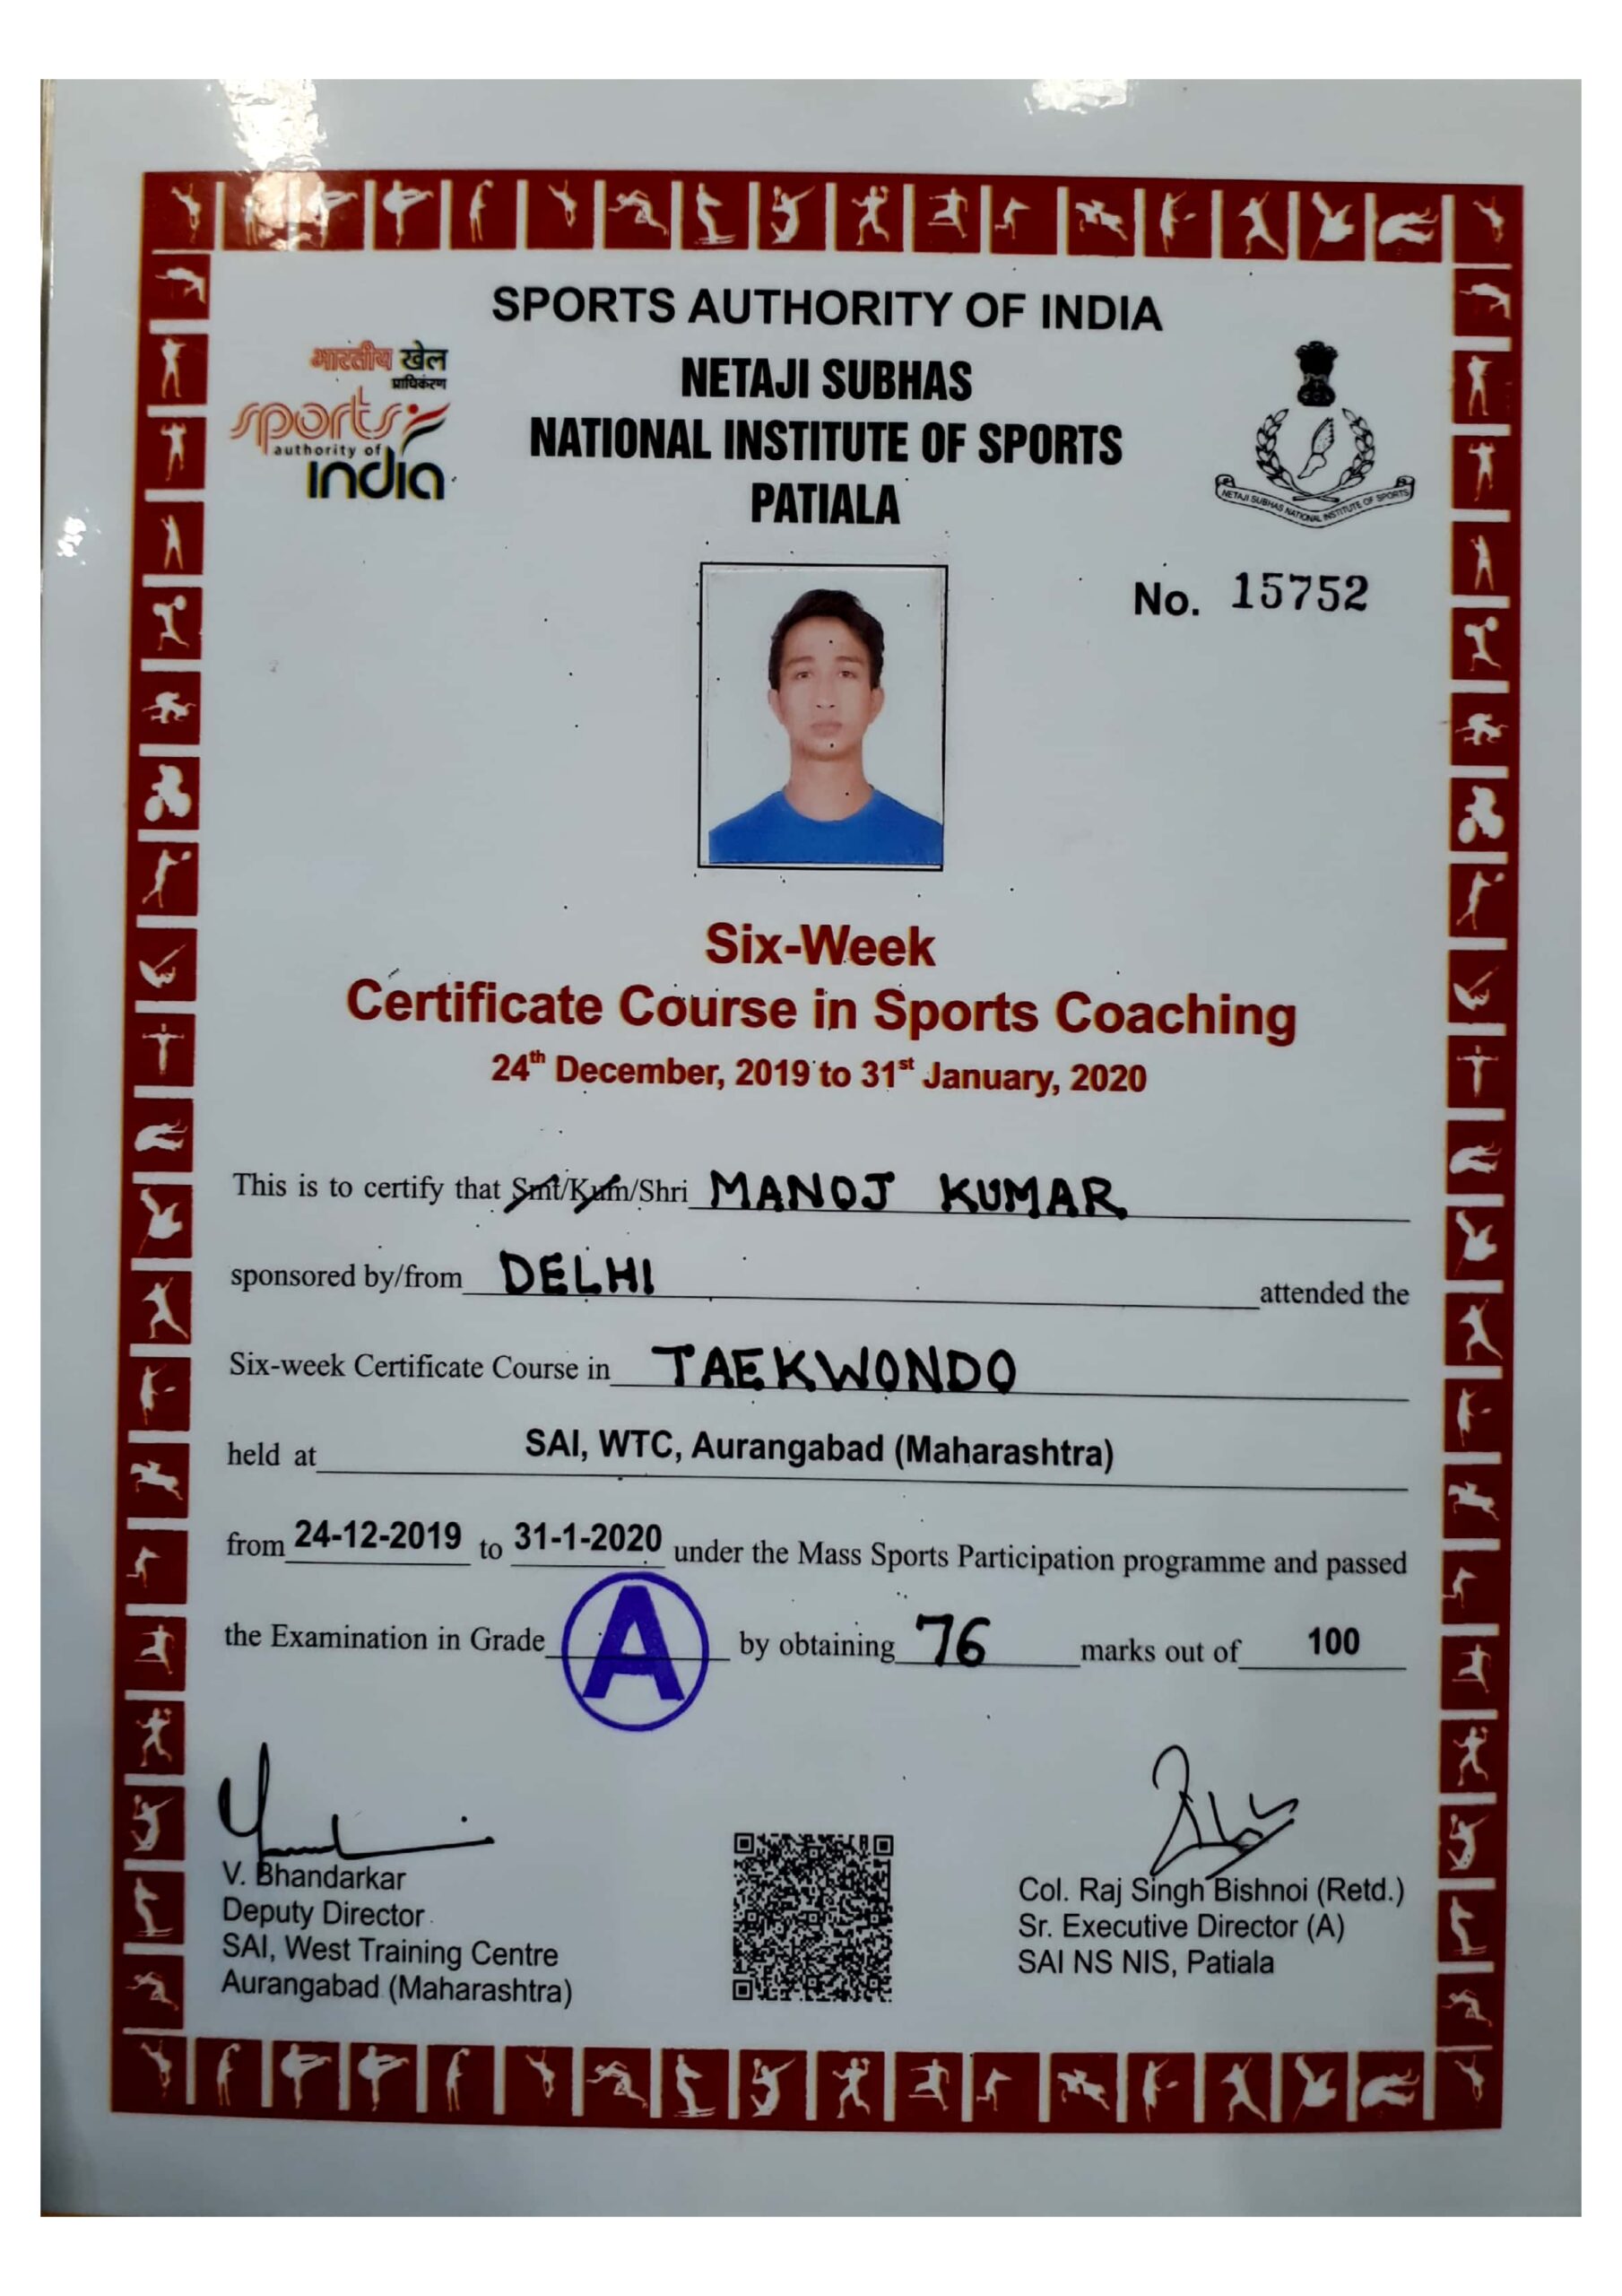 SPORTS AUTHORITY OF INDIA
भारतीय खेल
प्राधिकरण
sports
authority of
india
NETAJI SUBHAS
NATIONAL INSTITUTE OF SPORTS
PATIALA
NETAJI SUBHAS NATIONAL INSTITUTE OF SPORTS
No. 15752
Six-Week
Certificate Course in Sports Coaching
24th December, 2019 to 31st January, 2020
This is to certify that Smt/Kum/Shri MANOJ KUMAR
sponsored by/from DELHI attended the
Six-week Certificate Course in TAEKWONDO
held at SAI, WTC, Aurangabad (Maharashtra)
from 24-12-2019 to 31-1-2020 under the Mass Sports Participation programme and passed
the Examination in Grade A by obtaining 76 marks out of 100
V. Bhandarkar
Deputy Director
SAI, West Training Centre
Aurangabad (Maharashtra)
Col. Raj Singh Bishnoi (Retd.)
Sr. Executive Director (A)
SAI NS NIS, Patiala